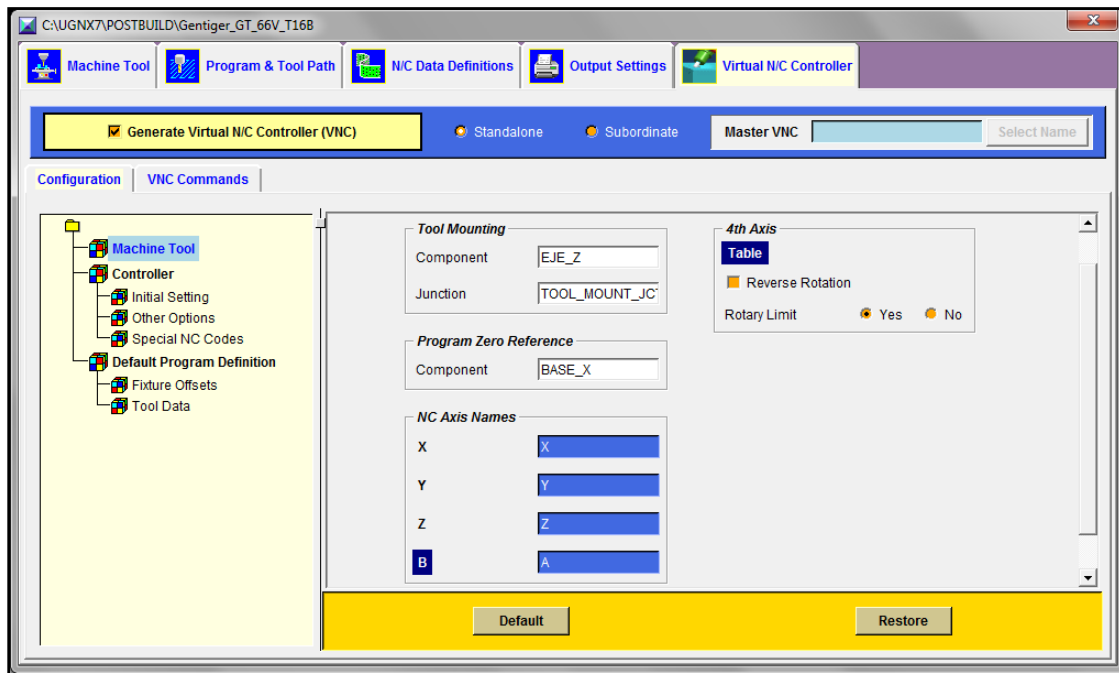 C:\UGNX7\POSTBUILD\Gentiger_GT_66V_T16B
Machine Tool Program & Tool Path N/C Data Definitions Output Settings Virtual N/C Controller
Generate Virtual N/C Controller (VNC) Standalone Subordinate Master VNC Select Name
Configuration VNC Commands
Machine Tool
Controller
Initial Setting
Other Options
Special NC Codes
Default Program Definition
Fixture Offsets
Tool Data
Tool Mounting
Component EJE_Z
Junction TOOL_MOUNT_JC
Program Zero Reference
Component BASE_X
NC Axis Names
X X
Y Y
Z Z
B A
4th Axis
Table
Reverse Rotation
Rotary Limit Yes No
Default Restore